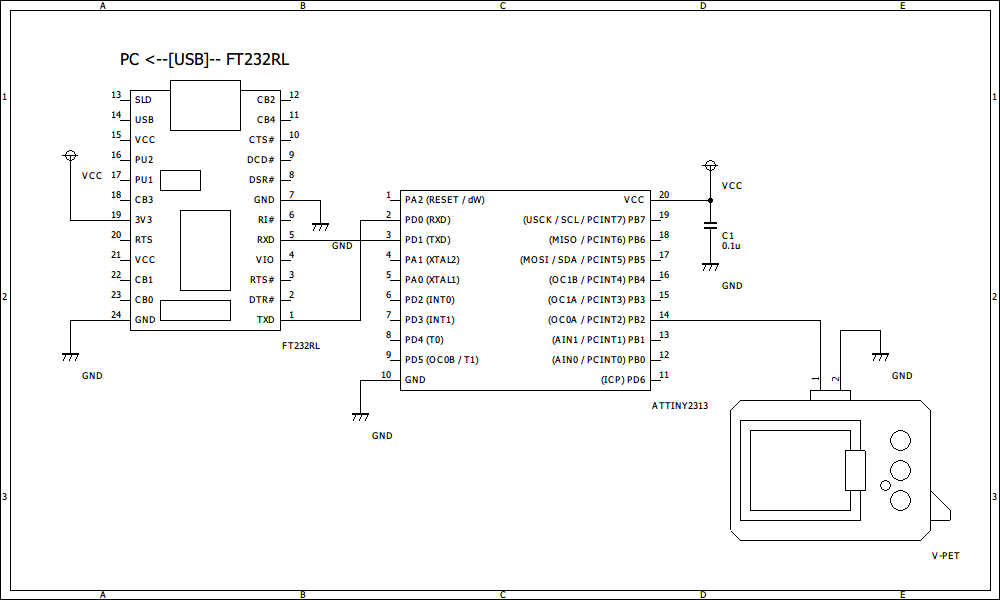 A B C D E
PC <--[USB]-- FT232RL
1 1
13 SLD CB2 12
14 USB CB4 11
15 VCC CTS# 10
16 PU2 DCD# 9
VCC 17 PU1 DSR# 8
18 CB3 GND 7
19 3V3 RI# 6
20 RTS RXD 5
21 VCC VIO 4
22 CB1 RTS# 3
23 CB0 DTR# 2
24 GND TXD 1
GND
FT232RL
GND
1 PA2 (RESET / dW) VCC 20
2 PD0 (RXD) (USCK / SCL / PCINT7) PB7 19
3 PD1 (TXD) (MISO / PCINT6) PB6 18
4 PA1 (XTAL2) (MOSI / SDA / PCINT5) PB5 17
5 PA0 (XTAL1) (OC1B / PCINT4) PB4 16
6 PD2 (INT0) (OC1A / PCINT3) PB3 15
7 PD3 (INT1) (OC0A / PCINT2) PB2 14
8 PD4 (T0) (AIN1 / PCINT1) PB1 13
9 PD5 (OC0B / T1) (AIN0 / PCINT0) PB0 12
10 GND (ICP) PD6 11
GND
ATTINY2313
VCC
C1
0.1u
GND
2 2
1 2
GND
V-PET
3 3
A B C D E